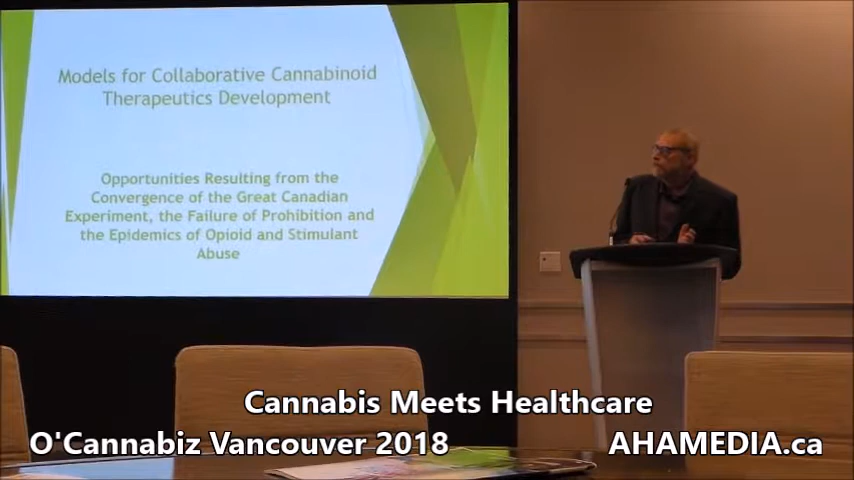 Models for Collaborative Cannabinoid
Therapeutics Development
Opportunities Resulting from the
Convergence of the Great Canadian
Experiment, the Failure of Prohibition and
the Epidemics of Opioid and Stimulant
Abuse
Cannabis Meets Healthcare
O'Cannabiz Vancouver 2018
AHAMEDIA.ca